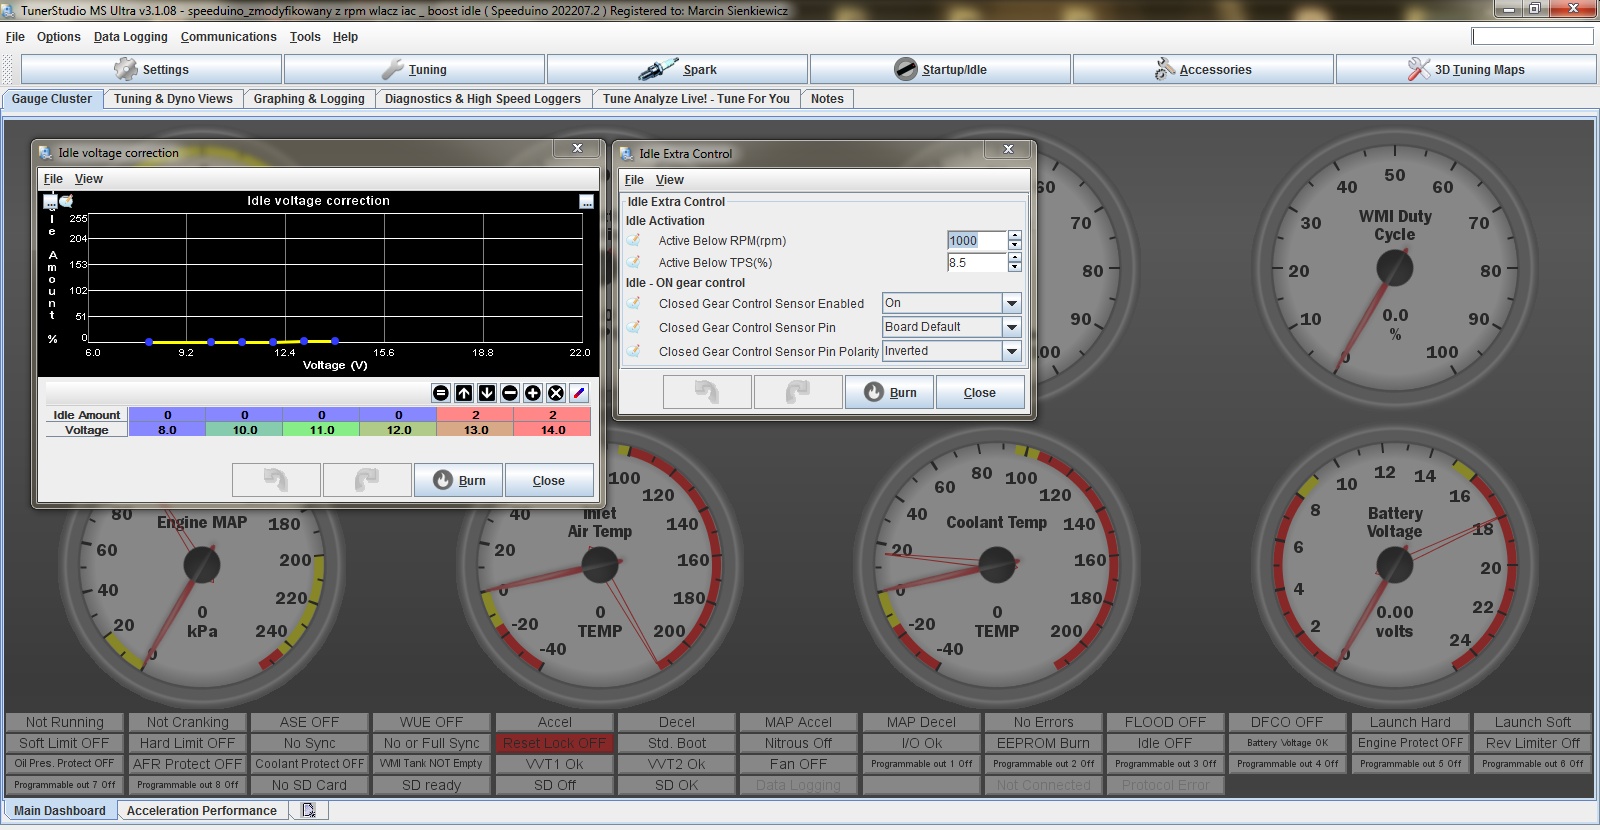 TunerStudio MS Ultra v3.1.08 - speeduino_zmodyfikowany z rpm wlacz iac _ boost idle ( Speeduino 202207.2 ) Registered to: Marcin Sienkiewicz
File Options Data Logging Communications Tools Help
Settings Tuning Spark Startup/Idle Accessories 3D Tuning Maps
Gauge Cluster Tuning & Dyno Views Graphing & Logging Diagnostics & High Speed Loggers Tune Analyze Live! - Tune For You Notes
Idle voltage correction
File View
Idle voltage correction
Amount %
255
204
153
102
51
0
6.0 9.2 12.4 15.6 18.8 22.0
Voltage (V)
Idle Amount 0 0 0 0 2 2
Voltage 8.0 10.0 11.0 12.0 13.0 14.0
Burn Close
Idle Extra Control
File View
Idle Extra Control
Idle Activation
Active Below RPM(rpm) 1000
Active Below TPS(%) 8.5
Idle - ON gear control
Closed Gear Control Sensor Enabled On
Closed Gear Control Sensor Pin Board Default
Closed Gear Control Sensor Pin Polarity Inverted
Burn Close
60
70
80
90
00
0 10 20 30 40 50 60 70 80 90 100
WMI Duty
Cycle
0.0
%
0 20 40 60 80 180 200 220 240
Engine MAP
0
kPa
-40 -20 0 20 40 100 120 140 160 180 200
Inlet
Air Temp
0
TEMP
-40 -20 0 20 40 60 80 100 120 140 160 180 200
Coolant Temp
0
TEMP
0 2 4 6 8 10 12 14 16 18 20 22 24
Battery
Voltage
0.00
volts
Not Running Not Cranking ASE OFF WUE OFF Accel Decel MAP Accel MAP Decel No Errors FLOOD OFF DFCO OFF Launch Hard Launch Soft
Soft Limit OFF Hard Limit OFF No Sync No or Full Sync Reset Lock OFF Std. Boot Nitrous Off I/O Ok EEPROM Burn Idle OFF Battery Voltage OK Engine Protect OFF Rev Limiter Off
Oil Pres. Protect OFF AFR Protect OFF Coolant Protect OFF WMI Tank NOT Empty VVT1 Ok VVT2 Ok Fan OFF Programmable out 1 Off Programmable out 2 Off Programmable out 3 Off Programmable out 4 Off Programmable out 5 Off Programmable out 6 Off
Programmable out 7 Off Programmable out 8 Off No SD Card SD ready SD Off SD OK Data Logging Not Connected Protocol Error
Main Dashboard Acceleration Performance